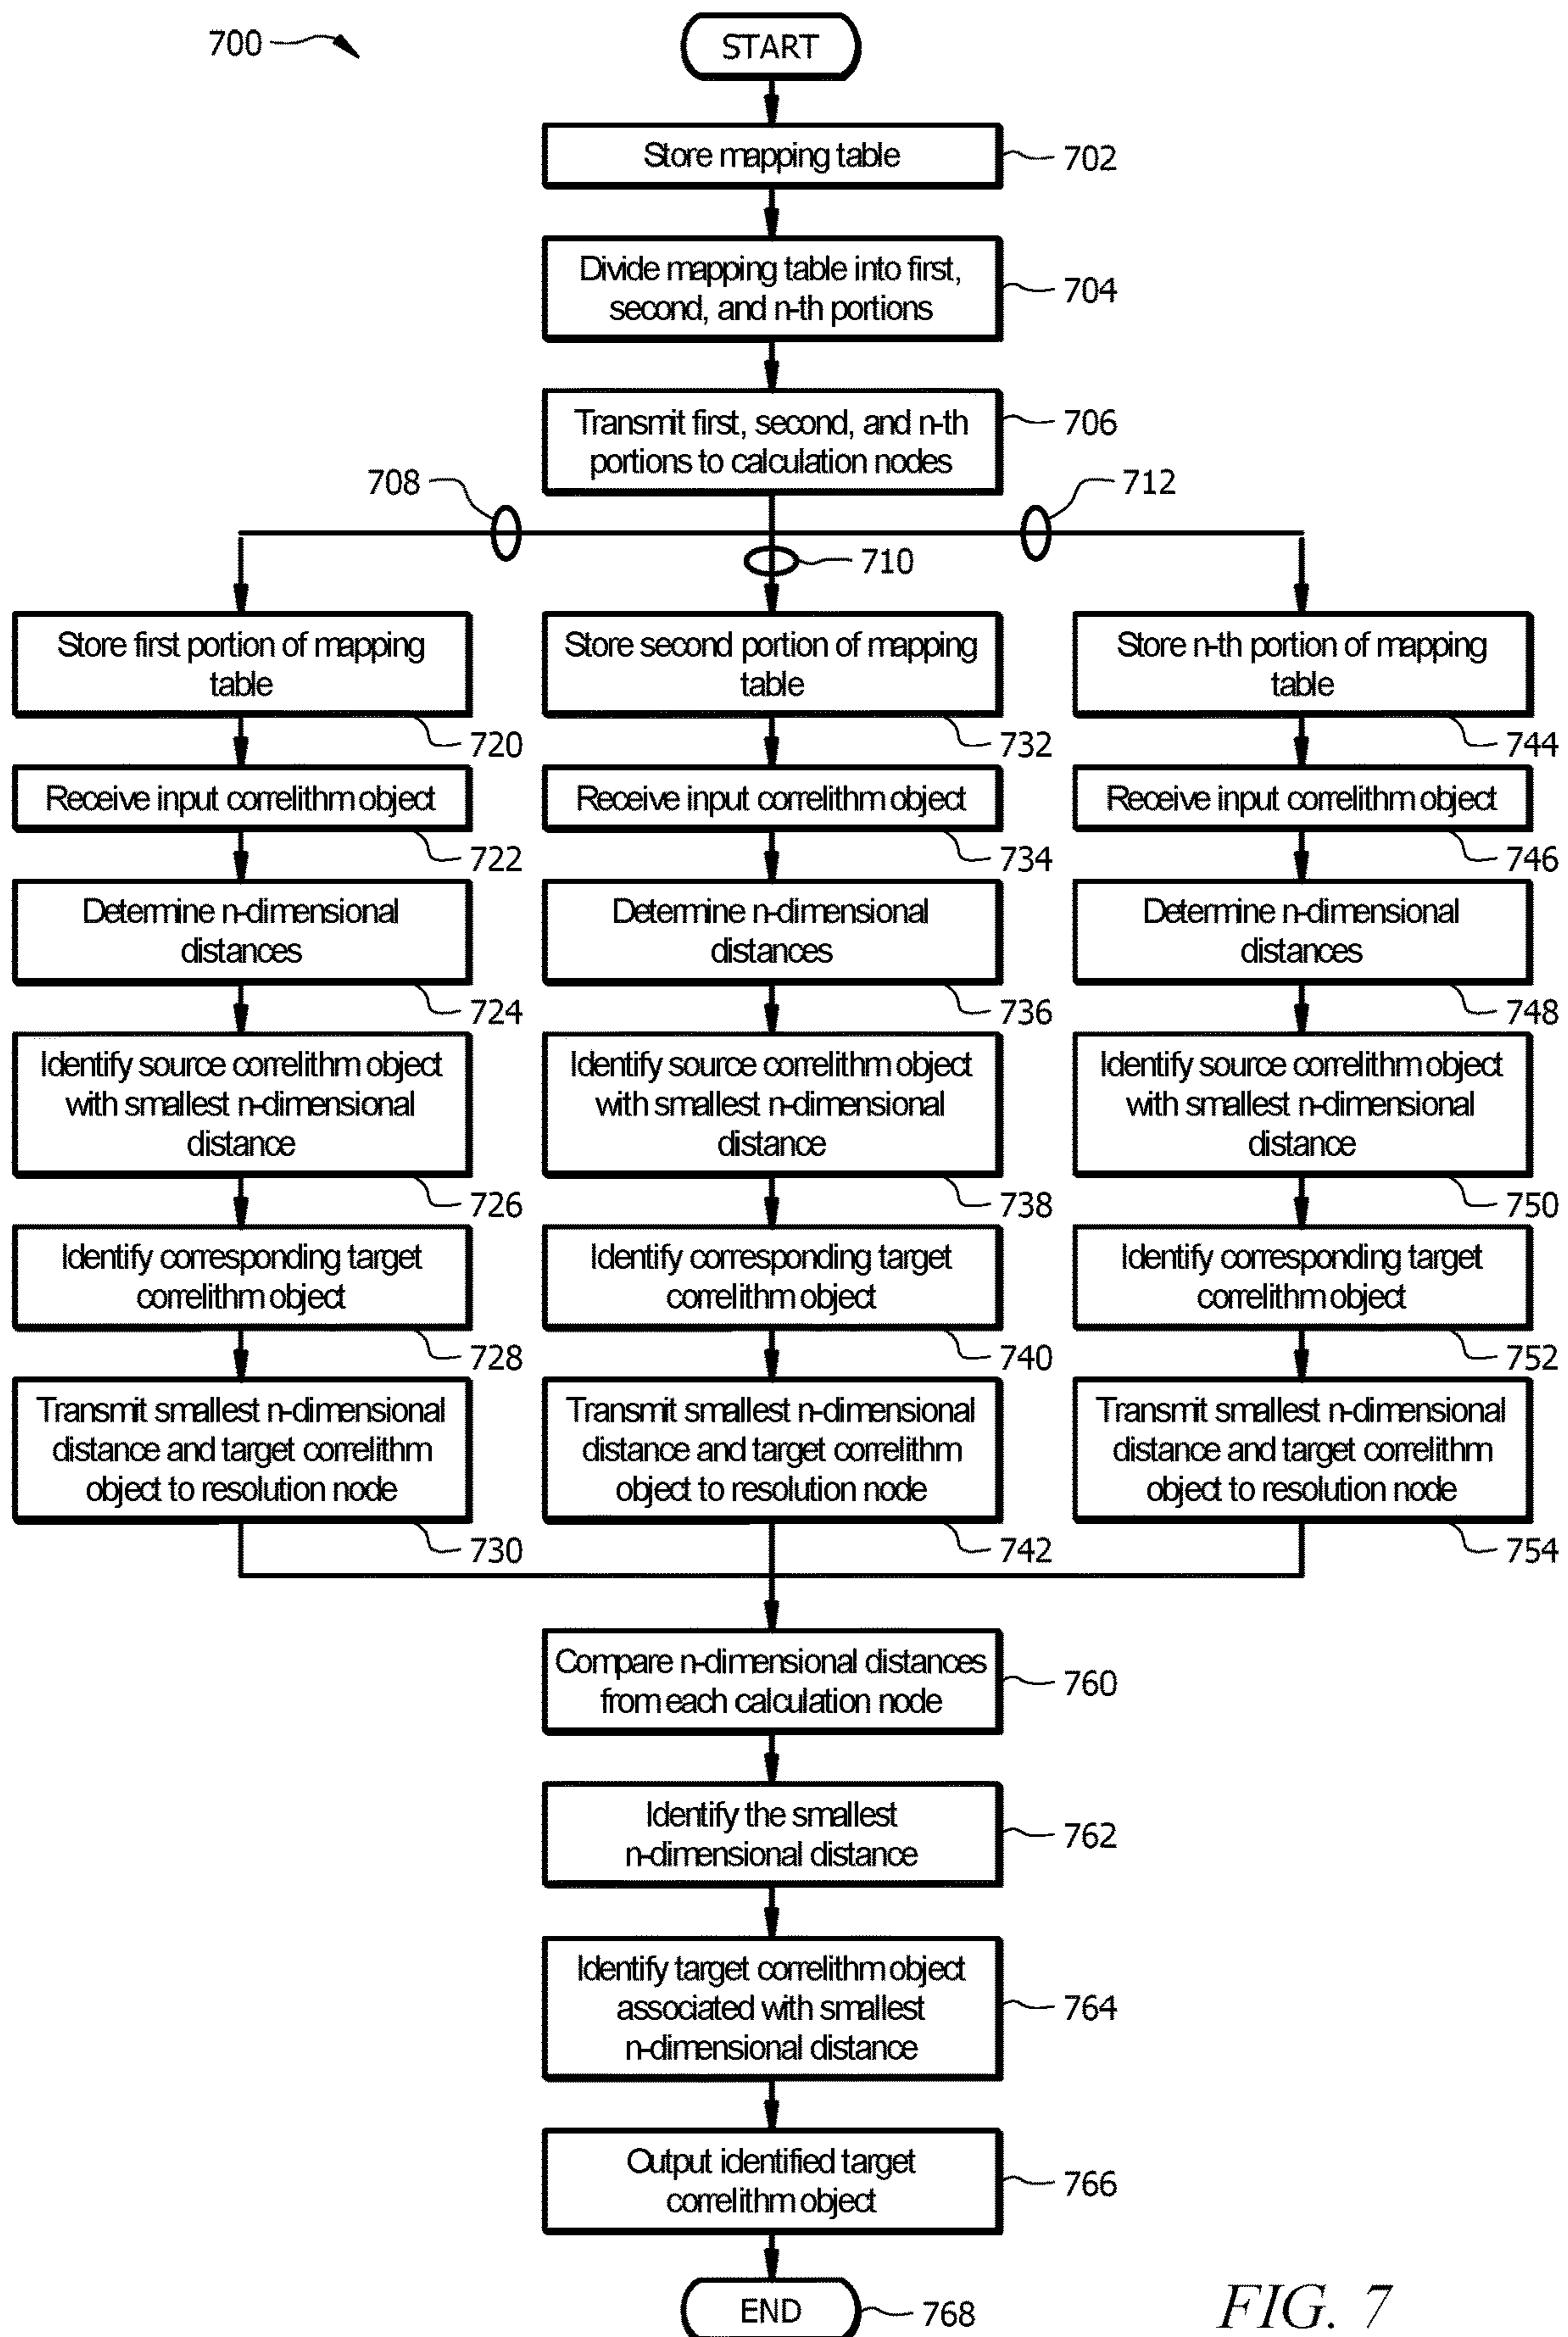 700
START
Store mapping table
702
Divide mapping table into first,
second, and n-th portions
704
Transmit first, second, and n-th
portions to calculation nodes
706
708
710
712
Store first portion of mapping
table
720
Receive input correlithm object
722
Determine n-dimensional
distances
724
Identify source correlithm object
with smallest n-dimensional
distance
726
Identify corresponding target
correlithm object
728
Transmit smallest n-dimensional
distance and target correlithm
object to resolution node
730
Store second portion of mapping
table
732
Receive input correlithm object
734
Determine n-dimensional
distances
736
Identify source correlithm object
with smallest n-dimensional
distance
738
Identify corresponding target
correlithm object
740
Transmit smallest n-dimensional
distance and target correlithm
object to resolution node
742
Store n-th portion of mapping
table
744
Receive input correlithm object
746
Determine n-dimensional
distances
748
Identify source correlithm object
with smallest n-dimensional
distance
750
Identify corresponding target
correlithm object
752
Transmit smallest n-dimensional
distance and target correlithm
object to resolution node
754
Compare n-dimensional distances
from each calculation node
760
Identify the smallest
n-dimensional distance
762
Identify target correlithm object
associated with smallest
n-dimensional distance
764
Output identified target
correlithm object
766
END
768
FIG. 7